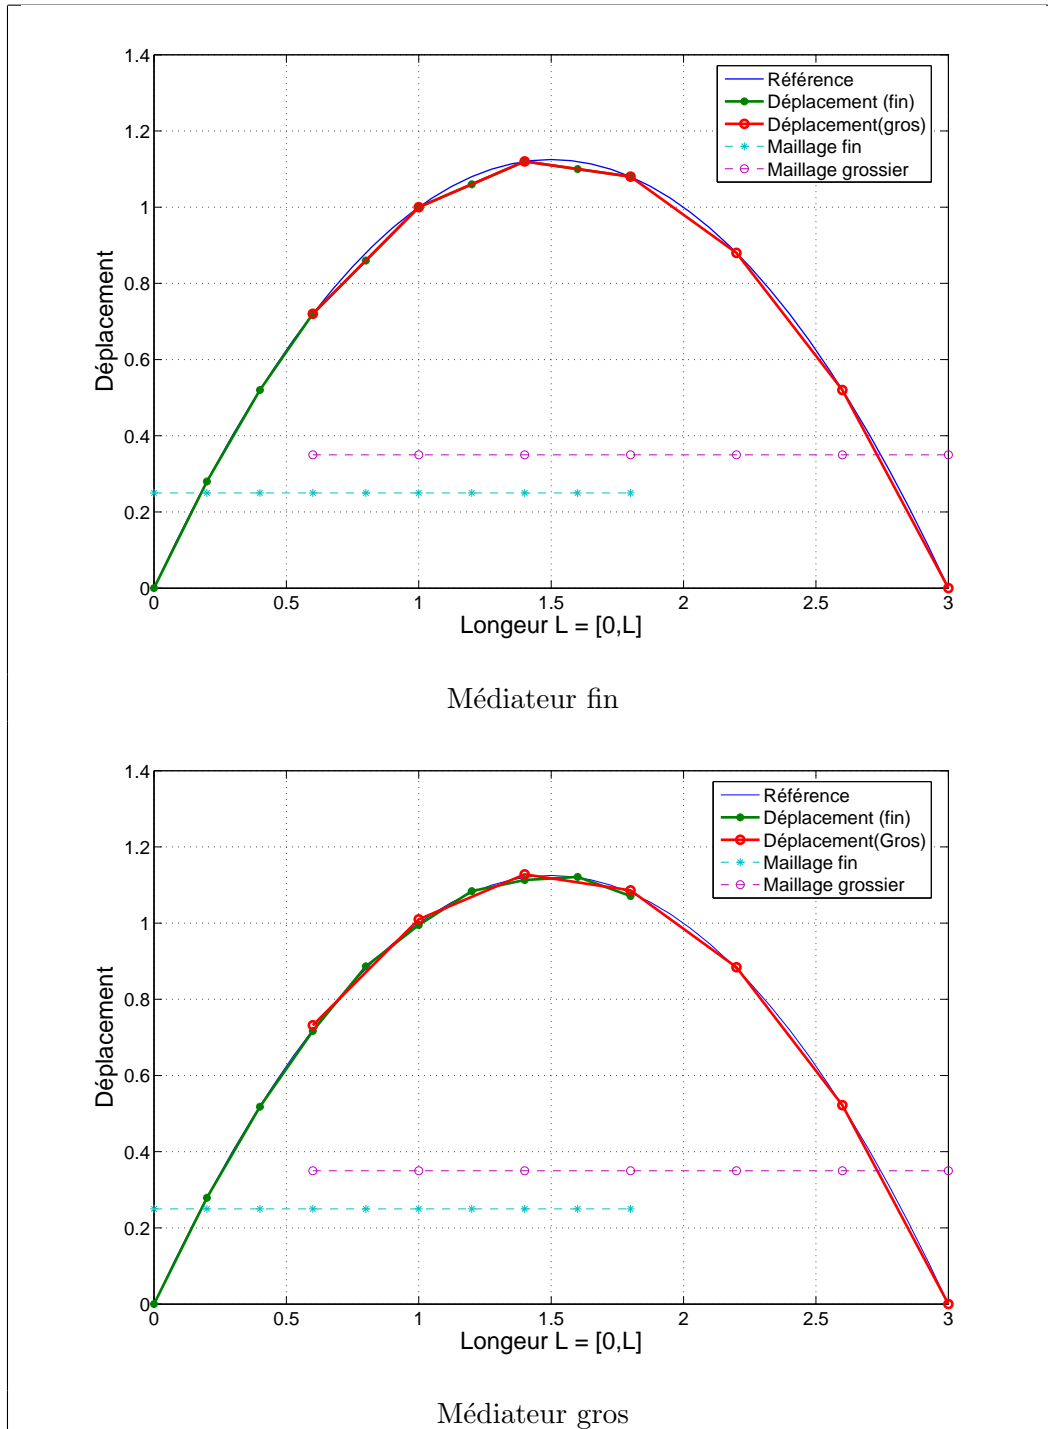 1.4
1.2
1
0.8
0.6
0.4
0.2
0
Déplacement
Référence
Déplacement (fin)
Déplacement(gros)
Maillage fin
Maillage grossier
0 0.5 1 1.5 2 2.5 3
Longeur L = [0,L]
Médiateur fin
1.4
1.2
1
0.8
0.6
0.4
0.2
0
Déplacement
Référence
Déplacement (fin)
Déplacement(Gros)
Maillage fin
Maillage grossier
0 0.5 1 1.5 2 2.5 3
Longeur L = [0,L]
Médiateur gros